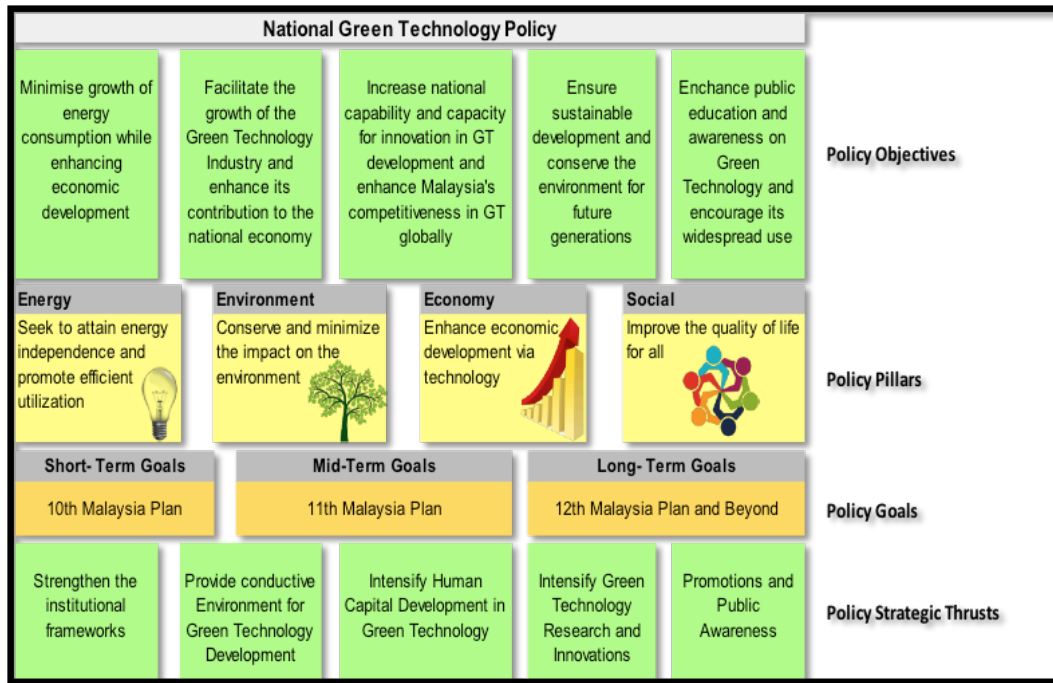 National Green Technology Policy
Minimise growth of
energy
consumption while
enhancing
economic
development
Facilitate the
growth of the
Green Technology
Industry and
enhance its
contribution to the
national economy
Increase national
capability and capacity
for innovation in GT
development and
enhance Malaysia's
competitiveness in GT
globally
Ensure
sustainable
development and
conserve the
environment for
future
generations
Enchance public
education and
awareness on
Green
Technology and
encourage its
widespread use
Policy Objectives
Energy
Seek to attain energy
independence and
promote efficient
utilization
Environment
Conserve and minimize
the impact on the
environment
Economy
Enhance economic
development via
technology
Social
Improve the quality of life
for all
Policy Pillars
Short- Term Goals
10th Malaysia Plan
Mid-Term Goals
11th Malaysia Plan
Long- Term Goals
12th Malaysia Plan and Beyond
Policy Goals
Strengthen the
institutional
frameworks
Provide conductive
Environment for
Green Technology
Development
Intensify Human
Capital Development in
Green Technology
Intensify Green
Technology
Research and
Innovations
Promotions and
Public
Awareness
Policy Strategic Thrusts